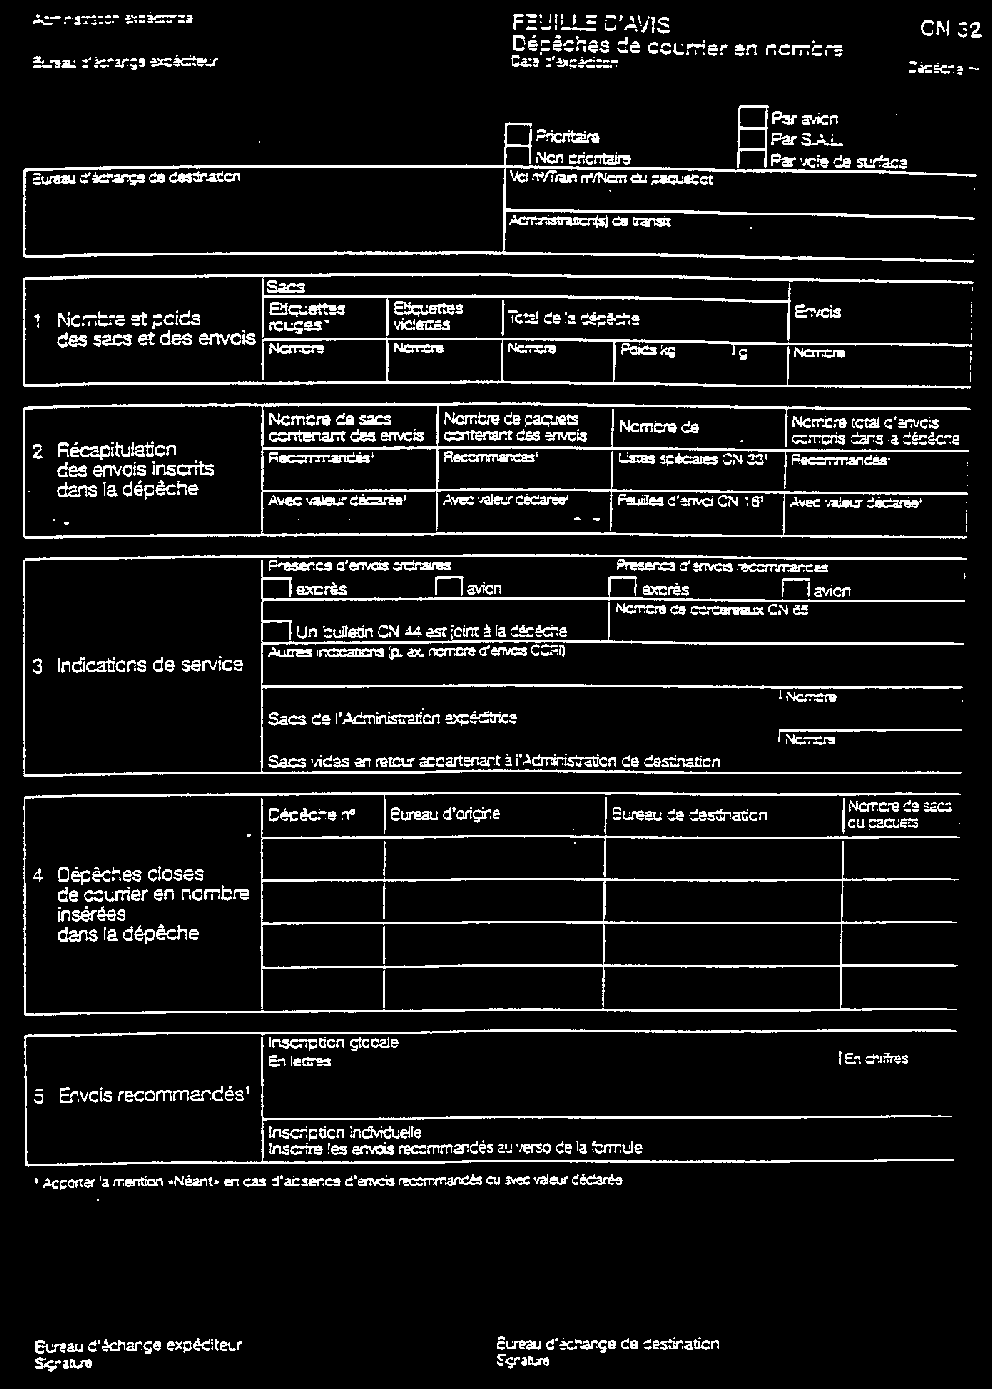 Administration expéditrice
FEUILLE D'AVIS
CN 32
Dépêches de courrier en nombre
Bureau d'échange expéditeur
Date d'expédition
Dépêche n°
Par avion
Prioritaire
Par S.A.L.
Non prioritaire
Par voie de surface
Bureau d'échange de destination
Vol n°/Train n°/Nom du paquebot
Administration(s) de transit
1 Nombre et poids
des sacs et des envois
Sacs
Etiquettes
rouges¹
Etiquettes
violettes
Total de la dépêche
Envois
Nombre
Nombre
Nombre
Poids kg
g
Nombre
2 Récapitulation
des envois inscrits
dans la dépêche
Nombre de sacs
contenant des envois
Nombre de paquets
contenant des envois
Nombre de
Nombre total d'envois
compris dans la dépêche
Recommandés¹
Recommandés¹
Listes spéciales CN 33¹
Recommandés¹
Avec valeur déclarée¹
Avec valeur déclarée¹
Feuilles d'envoi CN 16¹
Avec valeur déclarée¹
3 Indications de service
Présence d'envois ordinaires
Présence d'envois recommandés
exprès
avion
exprès
avion
Un bulletin CN 44 est joint à la dépêche
Nombre de bordereaux CN 65
Autres indications (p. ex. nombre d'envois CCRI)
Nombre
Sacs de l'Administration expéditrice
Nombre
Sacs vides en retour appartenant à l'Administration de destination
4 Dépêches closes
de courrier en nombre
insérées
dans la dépêche
Dépêche n°
Bureau d'origine
Bureau de destination
Nombre de sacs
ou paquets
5 Envois recommandés¹
Inscription globale
En lettres
En chiffres
Inscription individuelle
Inscrire les envois recommandés au verso de la formule
¹ Apporter la mention «Néant» en cas d'absence d'envois recommandés ou avec valeur déclarée
Bureau d'échange expéditeur
Signature
Bureau d'échange de destination
Signature